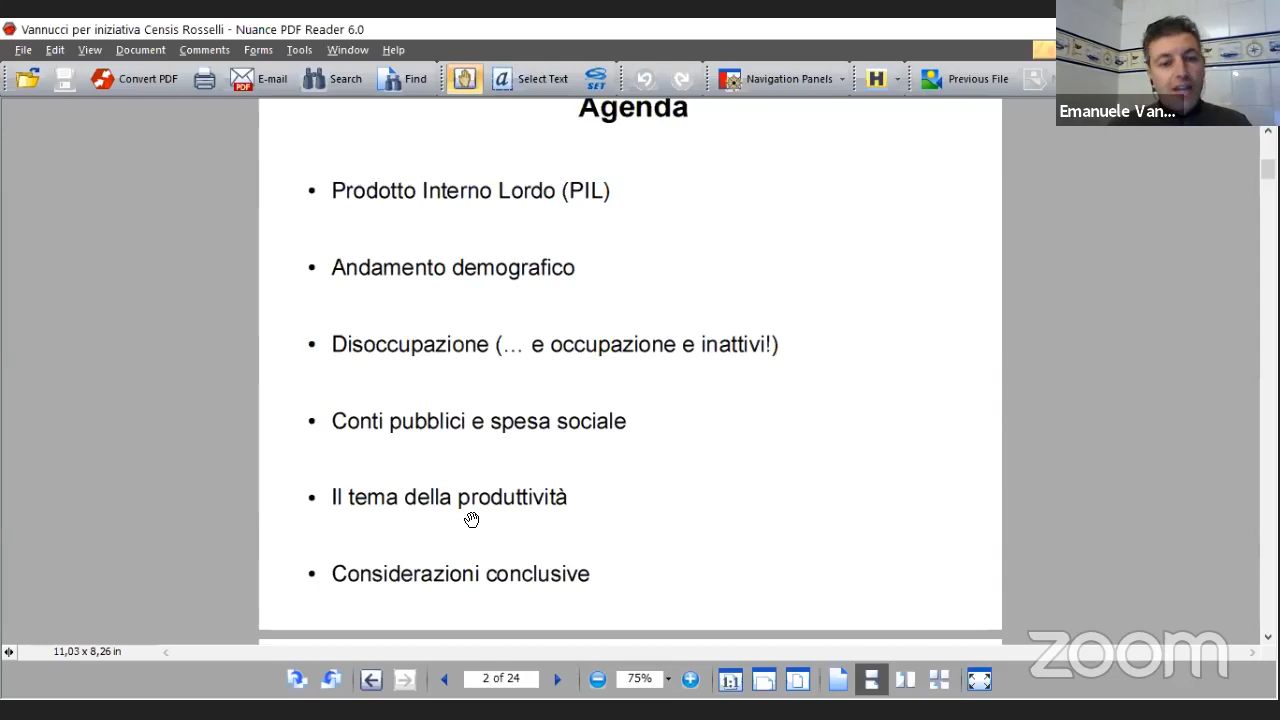 Vannucci per iniziativa Censis Rosselli - Nuance PDF Reader 6.0
File Edit View Document Comments Forms Tools Window Help
Convert PDF E-mail Search Find Select Text SET Navigation Panels H Previous File
Emanuele Van...
Agenda
• Prodotto Interno Lordo (PIL)
• Andamento demografico
• Disoccupazione (… e occupazione e inattivi!)
• Conti pubblici e spesa sociale
• Il tema della produttività
• Considerazioni conclusive
11,03 x 8,26 in
2 of 24 75% 1:1
zoom